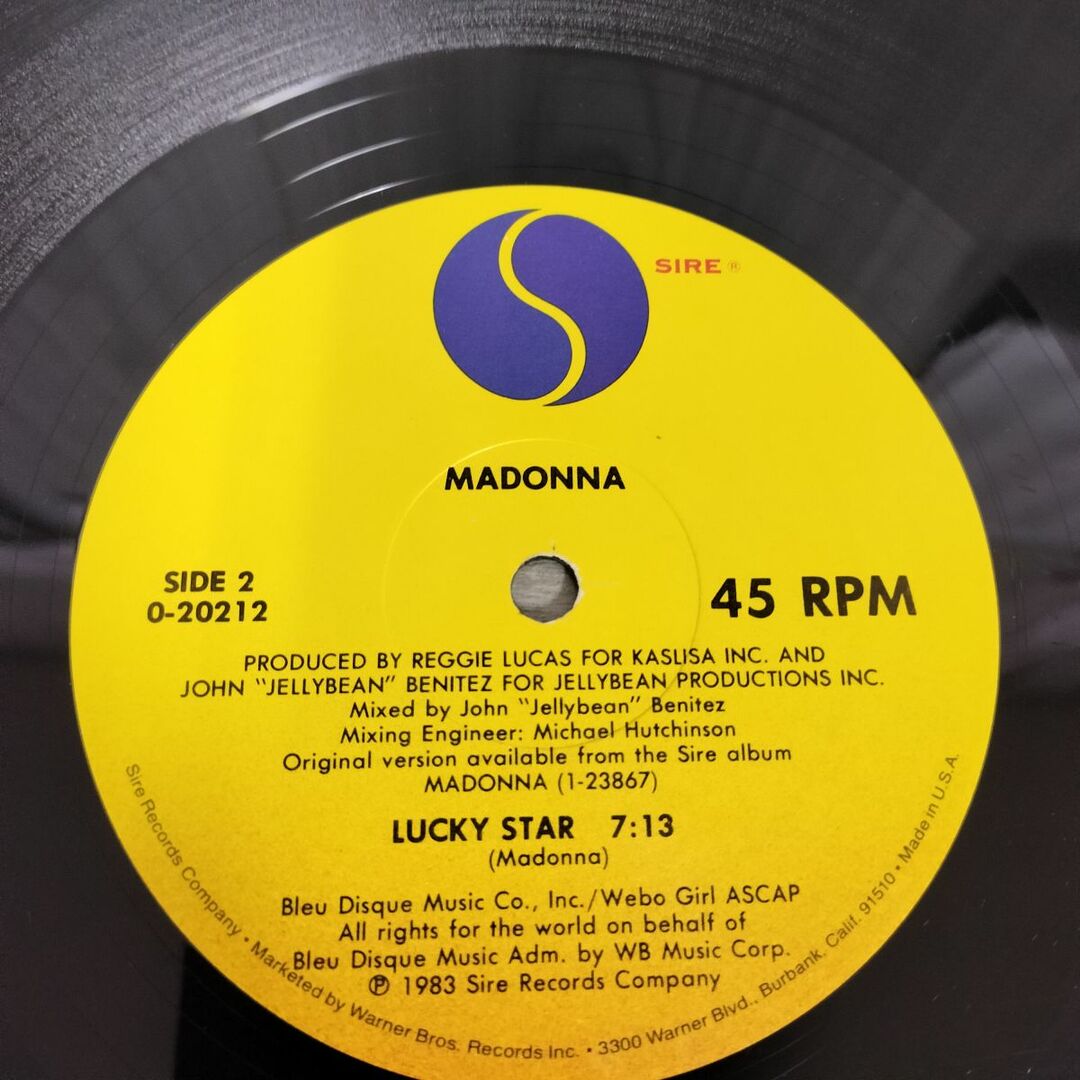 SIRE ®
MADONNA
SIDE 2
0-20212
45 RPM
PRODUCED BY REGGIE LUCAS FOR KASLISA INC. AND
JOHN "JELLYBEAN" BENITEZ FOR JELLYBEAN PRODUCTIONS INC.
Mixed by John "Jellybean" Benitez
Mixing Engineer: Michael Hutchinson
Original version available from the Sire album
MADONNA (1-23867)
LUCKY STAR 7:13
(Madonna)
Bleu Disque Music Co., Inc./Webo Girl ASCAP
All rights for the world on behalf of
Bleu Disque Music Adm. by WB Music Corp.
℗ 1983 Sire Records Company
Sire Records Company • Marketed by Warner Bros. Records Inc. • 3300 Warner Blvd., Burbank, Calif. 91510 • Made in U.S.A.